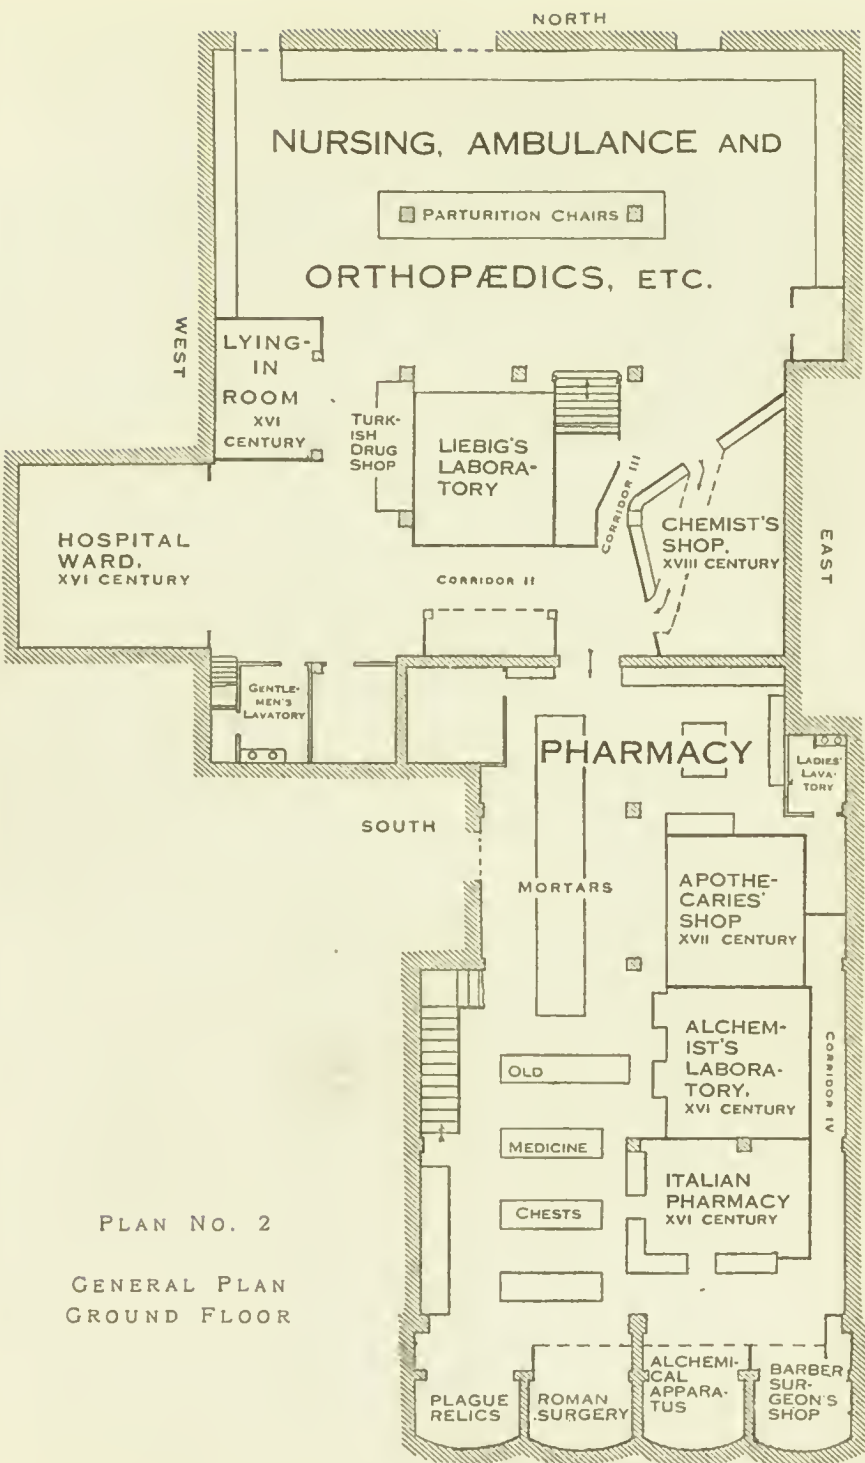 NORTH
NURSING, AMBULANCE AND
PARTURITION CHAIRS
ORTHOPÆDICS, ETC.
WEST
LYING-
IN
ROOM
XVI
CENTURY
TURK-
ISH
DRUG
SHOP
LIEBIG'S
LABORA-
TORY
CORRIDOR III
CHEMIST'S
SHOP,
XVIII CENTURY
EAST
HOSPITAL
WARD,
XVI CENTURY
CORRIDOR II
GENTLE-
MEN'S
LAVATORY
PHARMACY
LADIES'
LAVA-
TORY
SOUTH
MORTARS
APOTHE-
CARIES'
SHOP
XVII CENTURY
ALCHEM-
IST'S
LABORA-
TORY,
XVI CENTURY
CORRIDOR IV
OLD
MEDICINE
CHESTS
ITALIAN
PHARMACY
XVI CENTURY
PLAN NO. 2
GENERAL PLAN
GROUND FLOOR
PLAGUE
RELICS
ROMAN
SURGERY
ALCHEMI-
CAL
APPARA-
TUS
BARBER
SUR-
GEON'S
SHOP